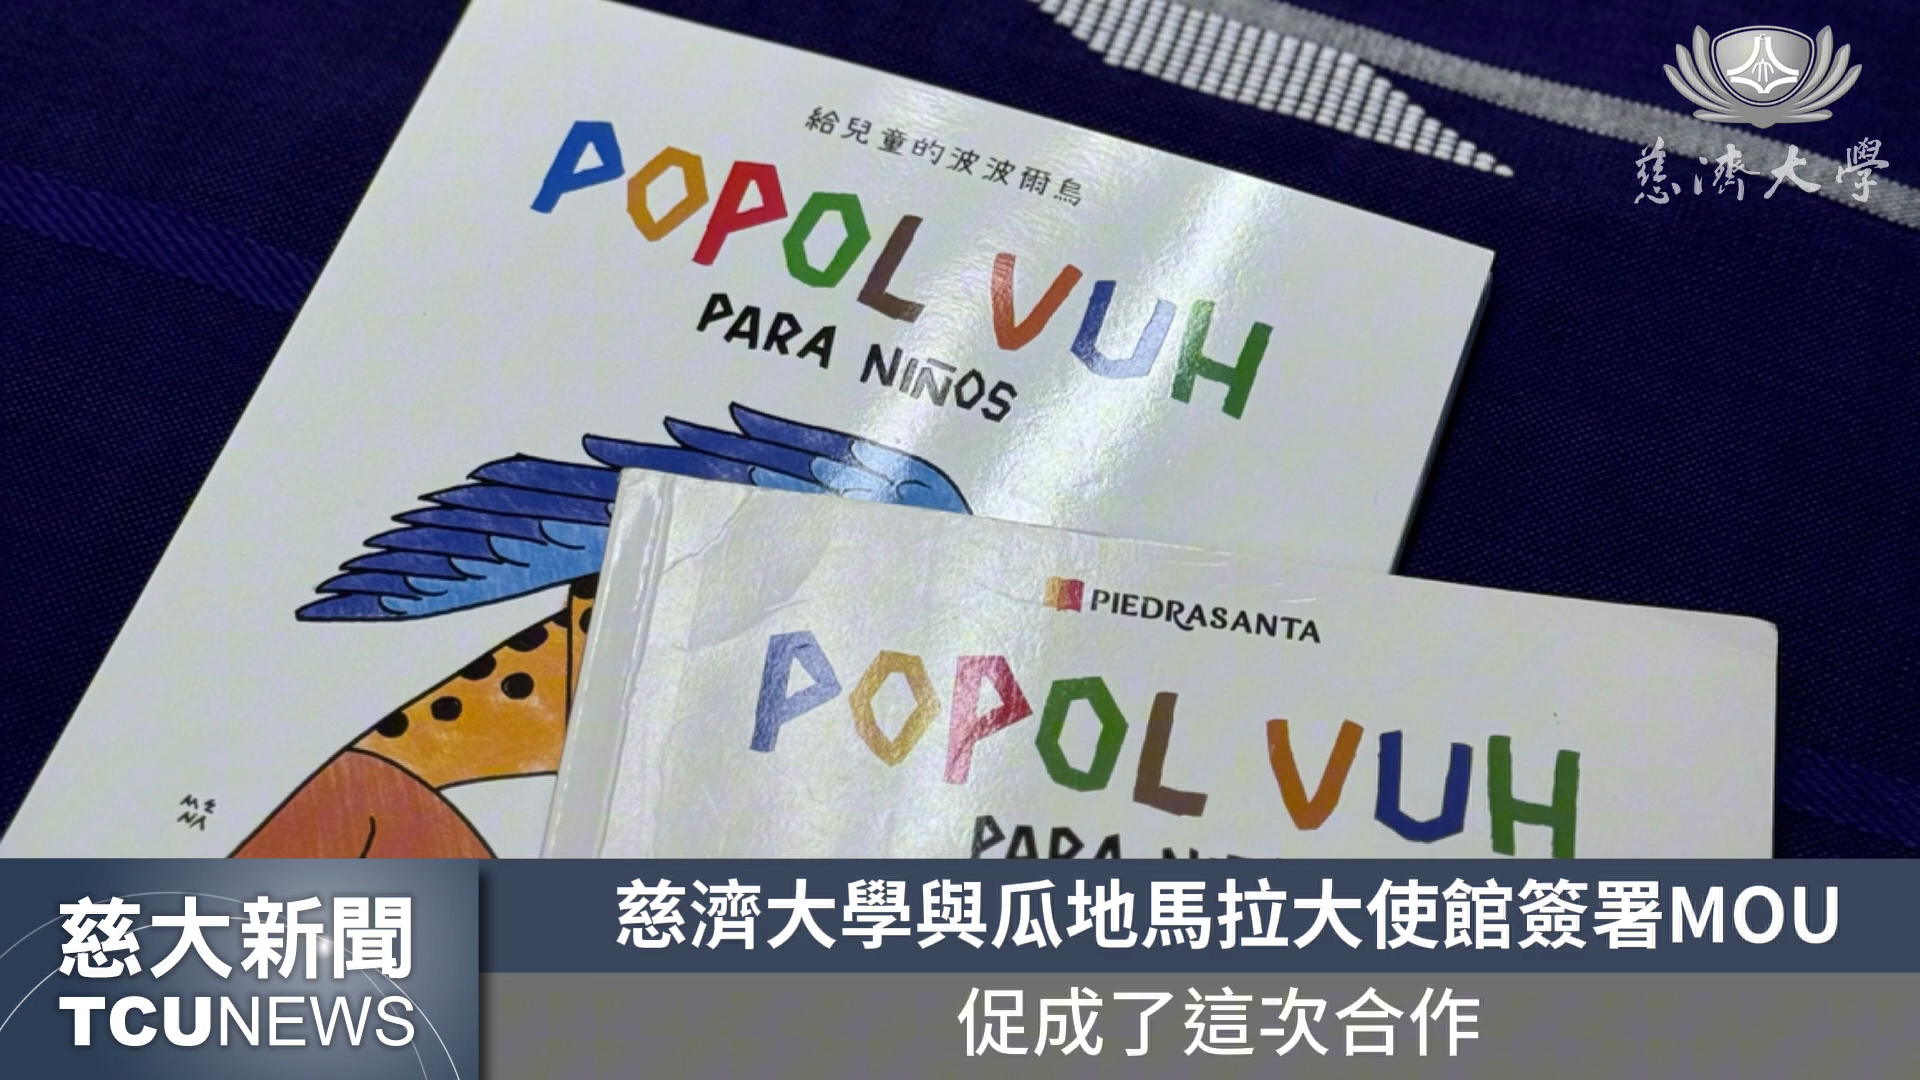 慈濟大學
給兒童的波波爾烏
POPOL VUH
PARA NIÑOS
PIEDRASANTA
POPOL VUH
PARA
MENA
慈大新聞
TCUNEWS
慈濟大學與瓜地馬拉大使館簽署MOU
促成了這次合作